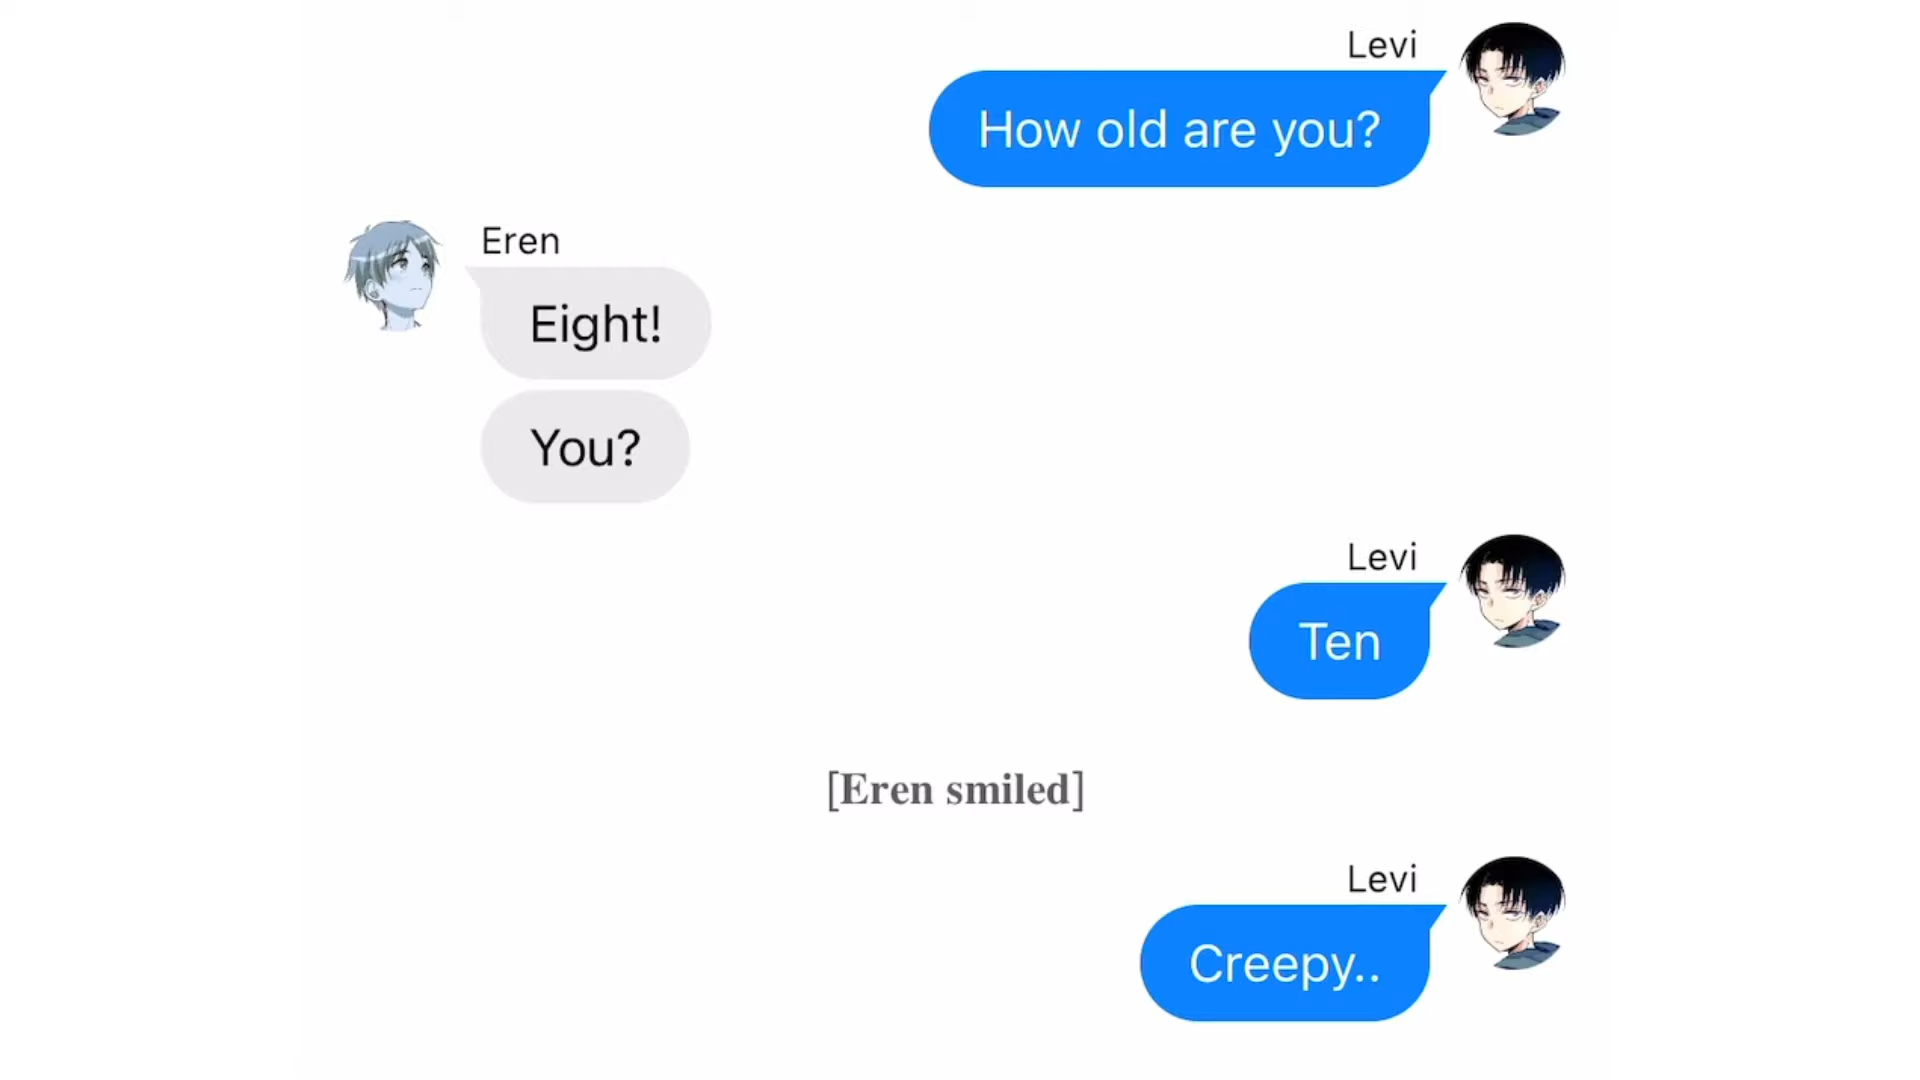 Levi
How old are you?
Eren
Eight!
You?
Levi
Ten
[Eren smiled]
Levi
Creepy..